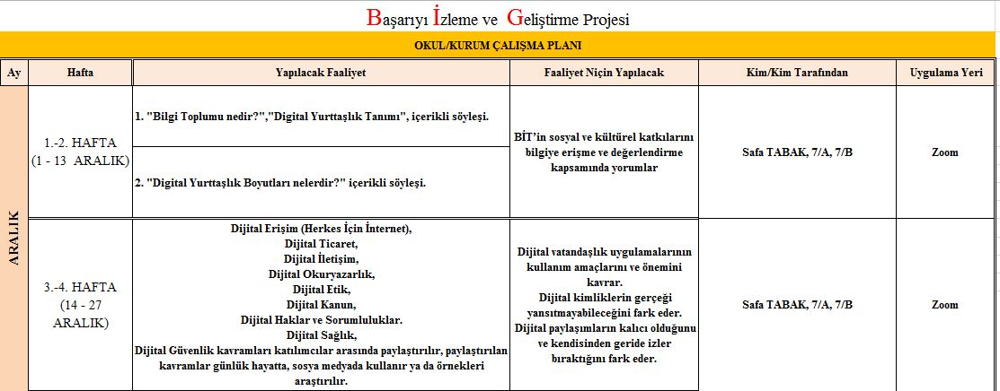 Başarıyı İzleme ve Geliştirme Projesi
OKUL/KURUM ÇALIŞMA PLANI
Ay
Hafta
Yapılacak Faaliyet
Faaliyet Niçin Yapılacak
Kim/Kim Tarafından
Uygulama Yeri
ARALIK
1.-2. HAFTA
(1 - 13 ARALIK)
1. "Bilgi Toplumu nedir?","Digital Yurttaşlık Tanımı", içerikli söyleşi.
2. "Digital Yurttaşlık Boyutları nelerdir?" içerikli söyleşi.
BİT'in sosyal ve kültürel katkılarını
bilgiye erişme ve değerlendirme
kapsamında yorumlar
Safa TABAK, 7/A, 7/B
Zoom
3.-4. HAFTA
(14 - 27
ARALIK)
Dijital Erişim (Herkes İçin İnternet),
Dijital Ticaret,
Dijital İletişim,
Dijital Okuryazarlık,
Dijital Etik,
Dijital Kanun,
Dijital Haklar ve Sorumluluklar.
Dijital Sağlık,
Dijital Güvenlik kavramları katılımcılar arasında paylaştırılır, paylaştırılan
kavramlar günlük hayatta, sosya medyada kullanır ya da örnekleri
araştırılır.
Dijital vatandaşlık uygulamalarının
kullanım amaçlarını ve önemini
kavrar.
Dijital kimliklerin gerçeği
yansıtmayabileceğini fark eder.
Dijital paylaşımların kalıcı olduğunu
ve kendisinden geride izler
bıraktığını fark eder.
Safa TABAK, 7/A, 7/B
Zoom